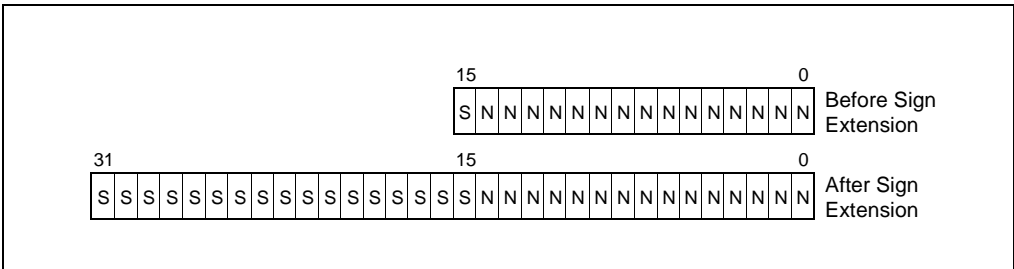 15 0
S N N N N N N N N N N N N N N N Before Sign
Extension
31 15 0
S S S S S S S S S S S S S S S S S N N N N N N N N N N N N N N N After Sign
Extension